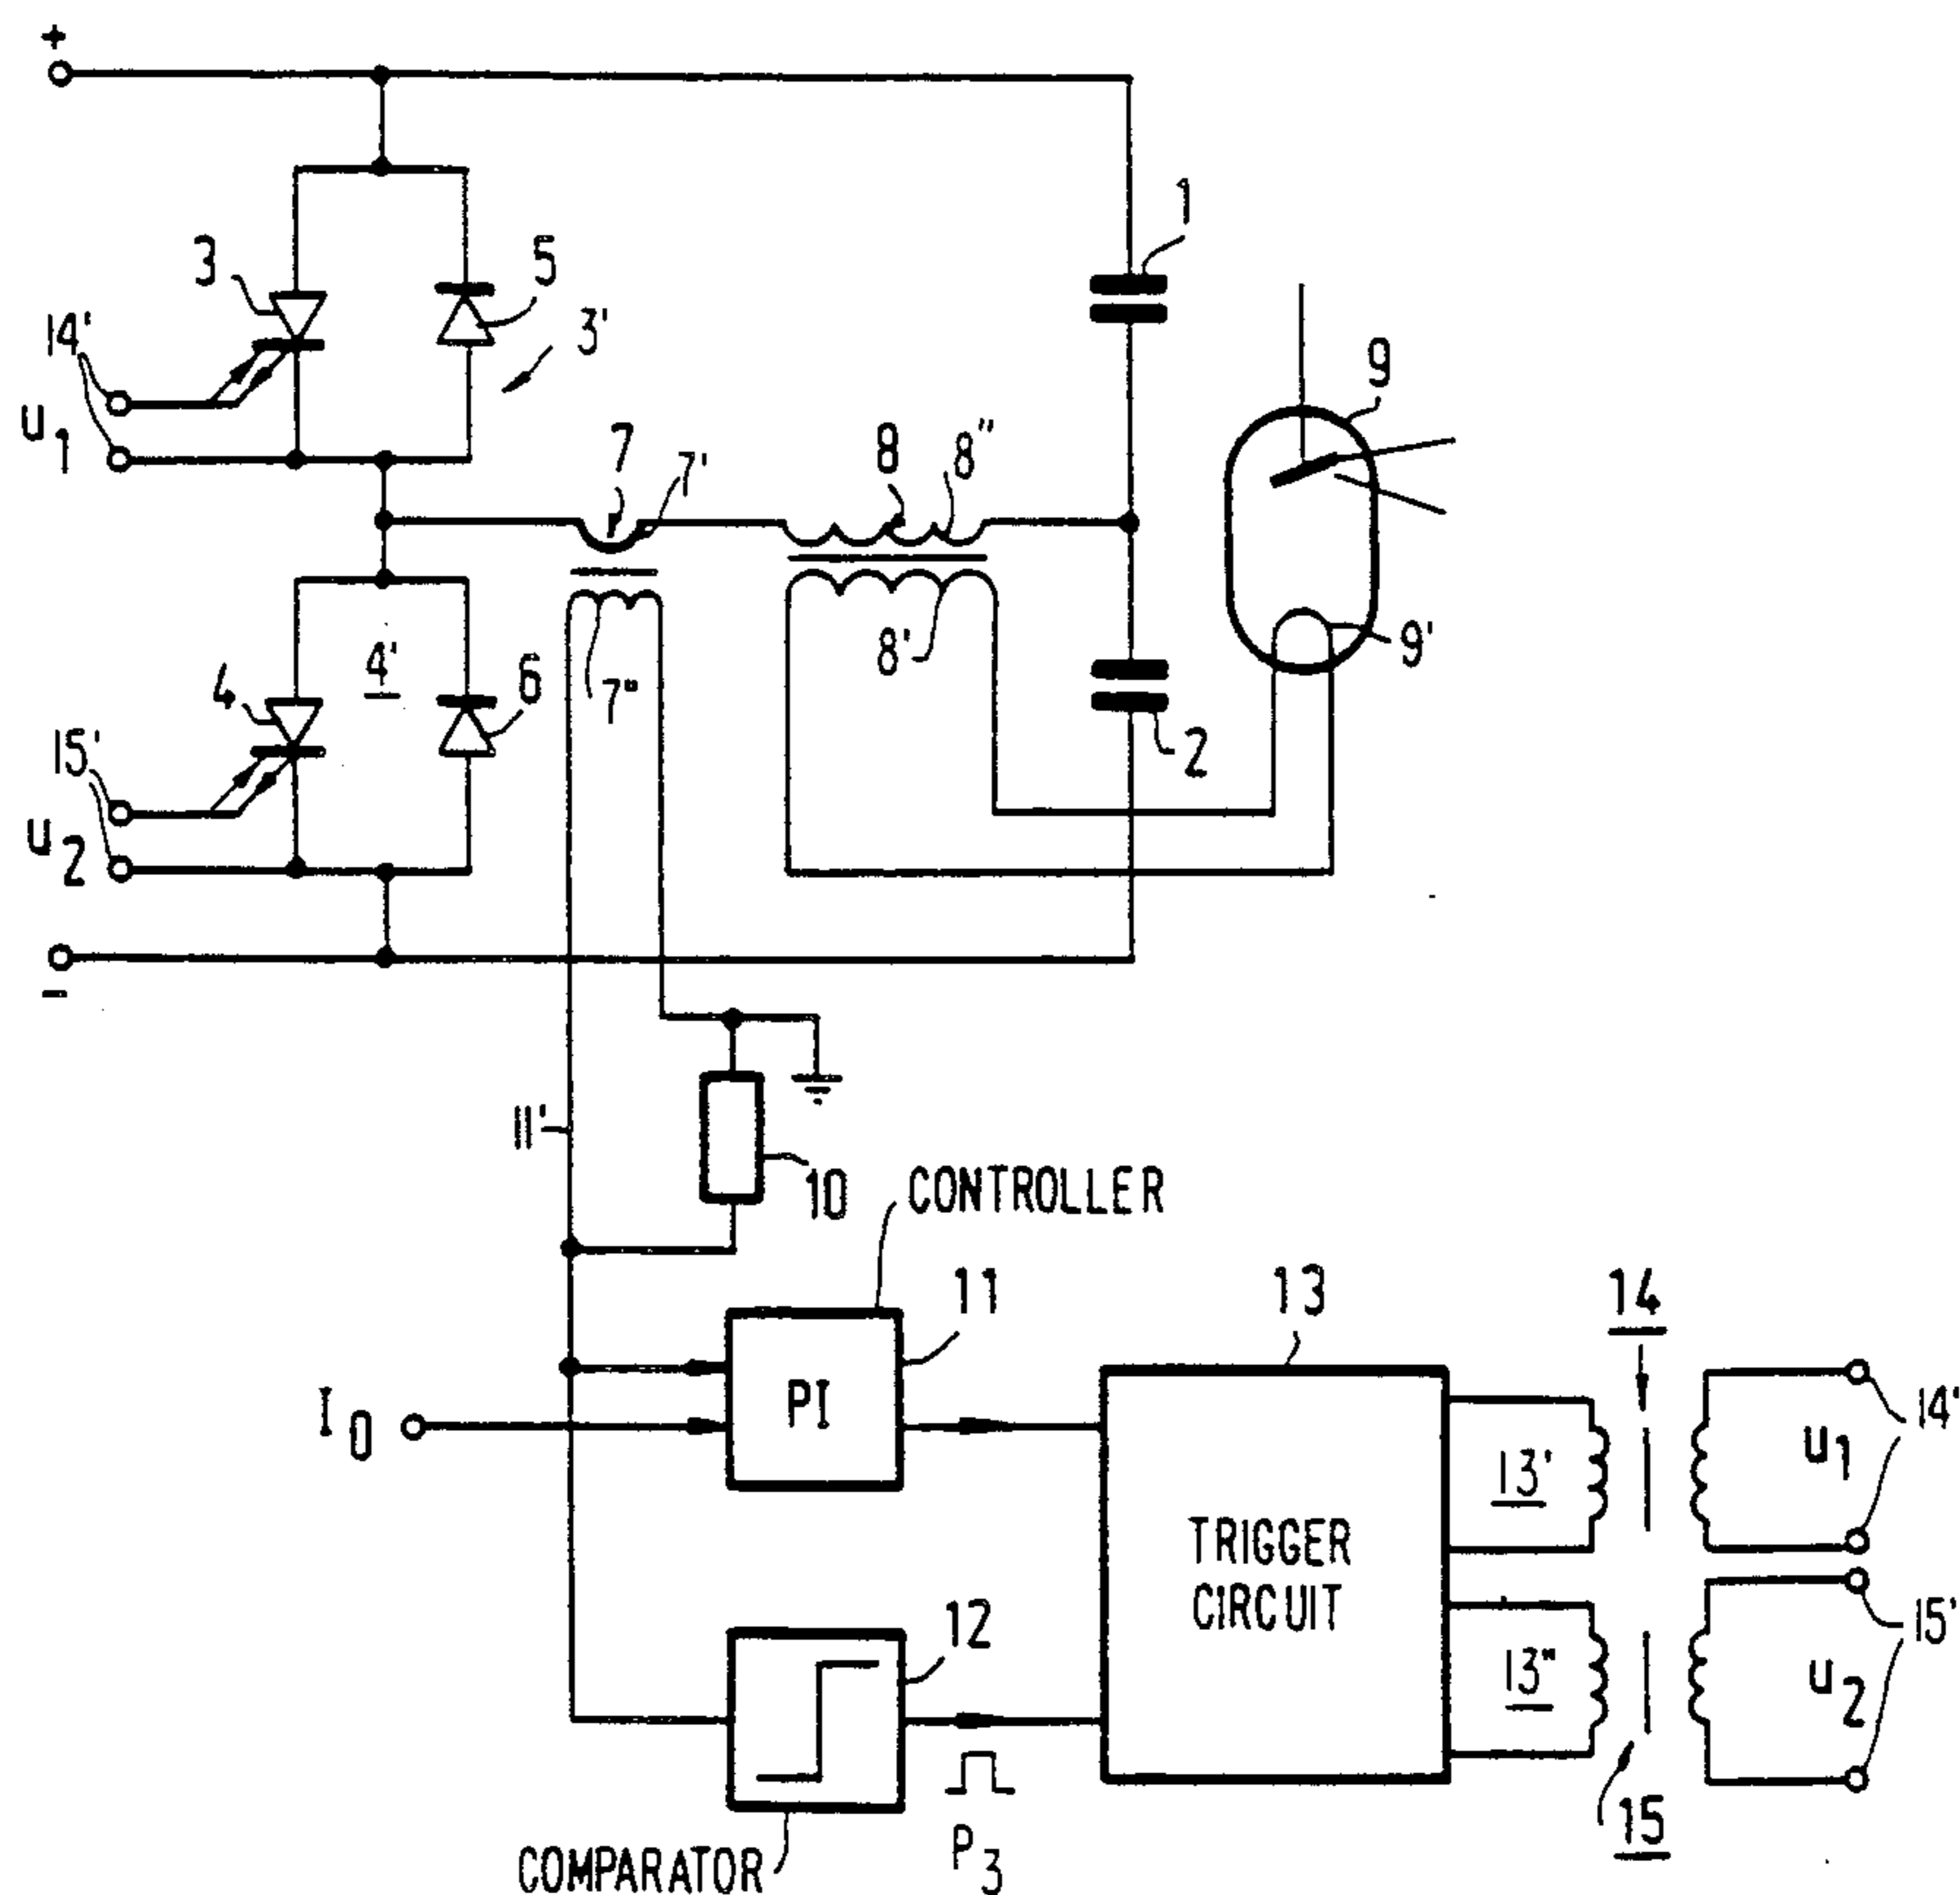 +
1
3
5
14'
3'
9
u1
7
7'
8
8"
4'
8'
9'
4
6
7"
15'
2
u2
-
11'
10
CONTROLLER
11
13
14
I0
PI
13'
u1
14'
TRIGGER
CIRCUIT
12
13"
u2
15'
P3
15
COMPARATOR